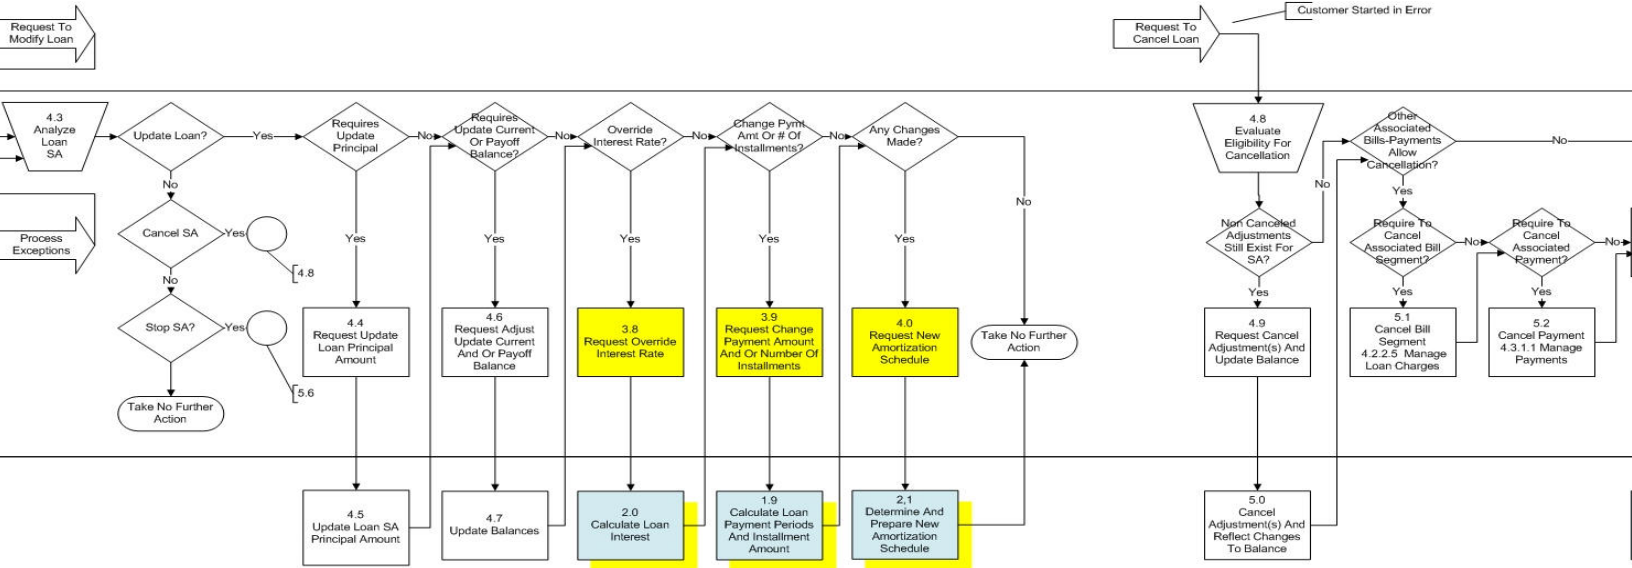 Request To
Modify Loan
Request To
Cancel Loan
Customer Started in Error
4.3
Analyze
Loan
SA
Update Loan?
Yes
Requires
Update
Principal
No
Requires
Update Current
Or Payoff
Balance?
No
Override
Interest Rate?
No
Change Pymt
Amt Or # Of
Installments?
No
Any Changes
Made?
No
4.8
Evaluate
Eligibility For
Cancellation
No
Other
Associated
Bills-Payments
Allow
Cancellation?
No
No
Yes
Process
Exceptions
Cancel SA
Yes
4.8
No
Yes
Yes
Yes
Yes
Yes
Non Canceled
Adjustments
Still Exist For
SA?
Yes
Require To
Cancel
Associated Bill
Segment?
No
Yes
Require To
Cancel
Associated
Payment?
No
Yes
Stop SA?
Yes
5.6
4.4
Request Update
Loan Principal
Amount
4.6
Request Adjust
Update Current
And Or Payoff
Balance
3.8
Request Override
Interest Rate
3.9
Request Change
Payment Amount
And Or Number Of
Installments
4.0
Request New
Amortization
Schedule
Take No Further
Action
4.9
Request Cancel
Adjustment(s) And
Update Balance
5.1
Cancel Bill
Segment
4.2.2.5 Manage
Loan Charges
5.2
Cancel Payment
4.3.1.1 Manage
Payments
Take No Further
Action
4.5
Update Loan SA
Principal Amount
4.7
Update Balances
2.0
Calculate Loan
Interest
1.9
Calculate Loan
Payment Periods
And Installment
Amount
2,1
Determine And
Prepare New
Amortization
Schedule
5.0
Cancel
Adjustment(s) And
Reflect Changes
To Balance